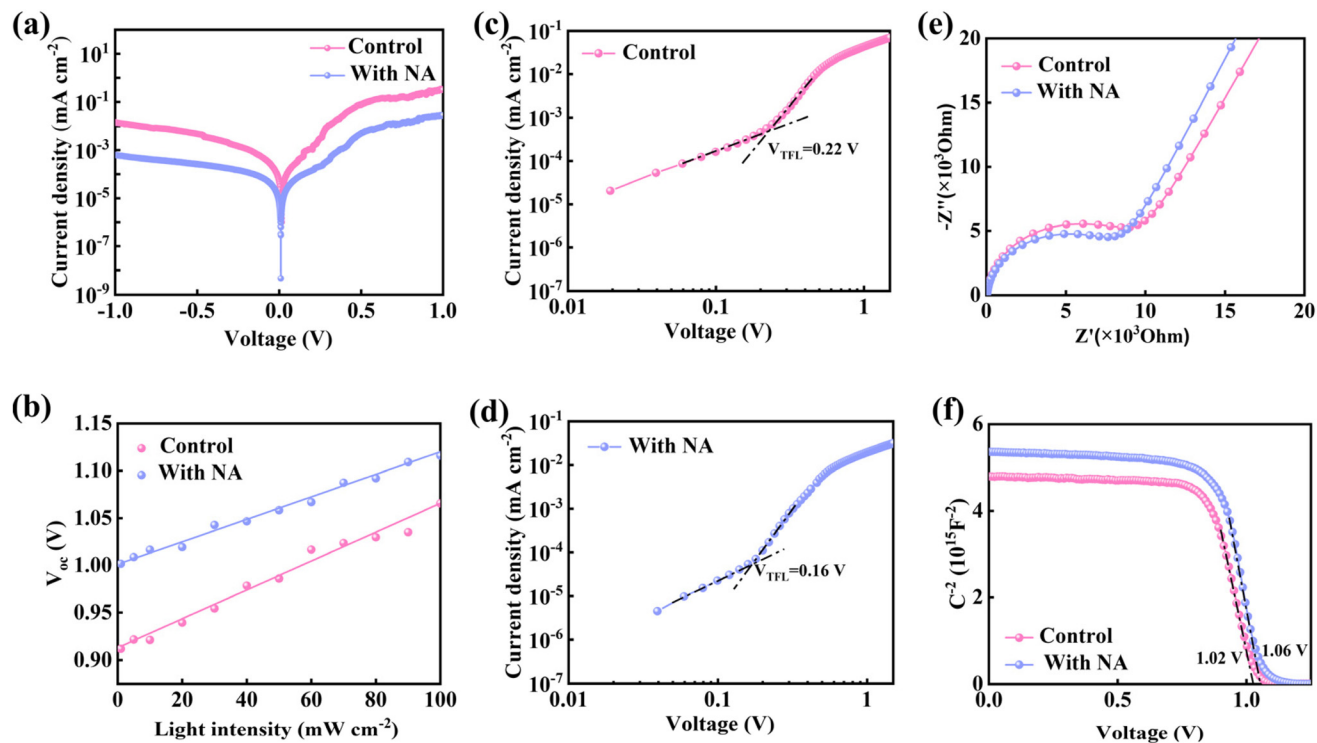 (a)
Control
With NA
10¹
10⁻¹
10⁻³
10⁻⁵
10⁻⁷
10⁻⁹
Current density (mA cm⁻²)
-1.0
-0.5
0.0
0.5
1.0
Voltage (V)
(c)
Control
10⁻¹
10⁻²
10⁻³
10⁻⁴
10⁻⁵
10⁻⁶
10⁻⁷
Current density (mA cm⁻²)
V_TFL=0.22 V
0.01
0.1
1
Voltage (V)
(e)
Control
With NA
20
15
10
5
0
-Z''(×10³Ohm)
0
5
10
15
20
Z'(×10³Ohm)
(b)
Control
With NA
1.15
1.10
1.05
1.00
0.95
0.90
V_oc (V)
0
20
40
60
80
100
Light intensity (mW cm⁻²)
(d)
With NA
10⁻¹
10⁻²
10⁻³
10⁻⁴
10⁻⁵
10⁻⁶
10⁻⁷
Current density (mA cm⁻²)
V_TFL=0.16 V
0.01
0.1
1
Voltage (V)
(f)
6
4
2
0
C⁻² (10¹⁵F⁻²)
Control
With NA
1.02 V
1.06 V
0.0
0.5
1.0
Voltage (V)